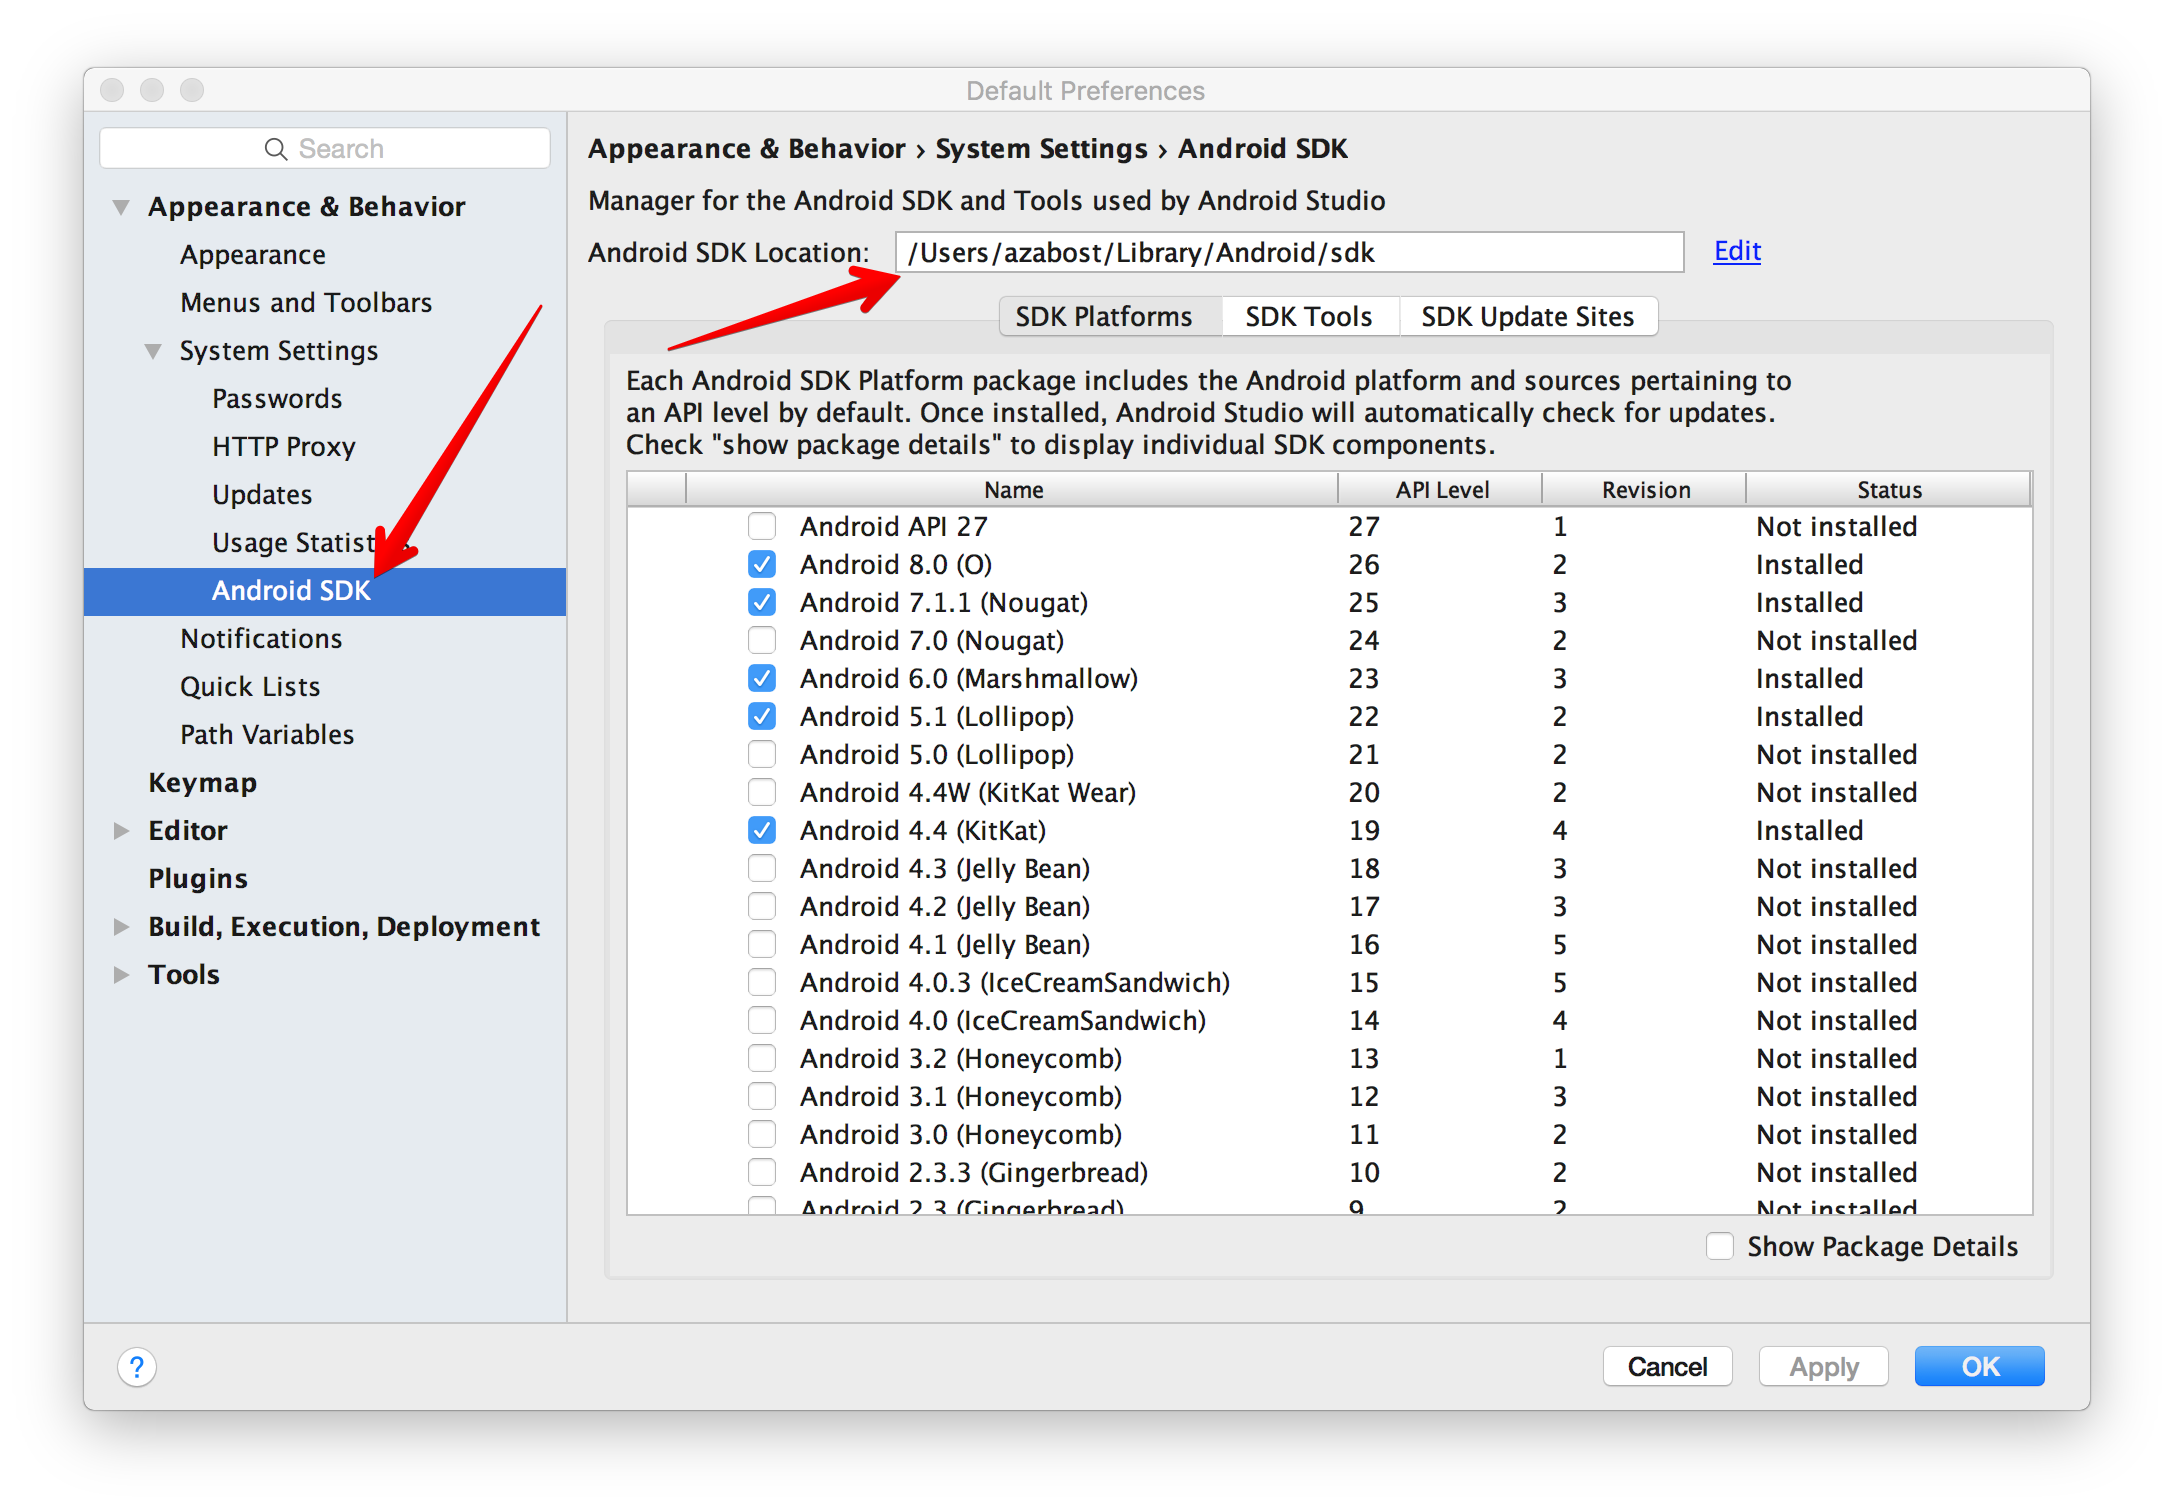 Default Preferences
Search
Appearance & Behavior
Appearance
Menus and Toolbars
System Settings
Passwords
HTTP Proxy
Updates
Usage Statist
Android SDK
Notifications
Quick Lists
Path Variables
Keymap
Editor
Plugins
Build, Execution, Deployment
Tools
Appearance & Behavior › System Settings › Android SDK
Manager for the Android SDK and Tools used by Android Studio
Android SDK Location: /Users/azabost/Library/Android/sdk Edit
SDK Platforms SDK Tools SDK Update Sites
Each Android SDK Platform package includes the Android platform and sources pertaining to
an API level by default. Once installed, Android Studio will automatically check for updates.
Check "show package details" to display individual SDK components.
Name API Level Revision Status
Android API 27 27 1 Not installed
Android 8.0 (O) 26 2 Installed
Android 7.1.1 (Nougat) 25 3 Installed
Android 7.0 (Nougat) 24 2 Not installed
Android 6.0 (Marshmallow) 23 3 Installed
Android 5.1 (Lollipop) 22 2 Installed
Android 5.0 (Lollipop) 21 2 Not installed
Android 4.4W (KitKat Wear) 20 2 Not installed
Android 4.4 (KitKat) 19 4 Installed
Android 4.3 (Jelly Bean) 18 3 Not installed
Android 4.2 (Jelly Bean) 17 3 Not installed
Android 4.1 (Jelly Bean) 16 5 Not installed
Android 4.0.3 (IceCreamSandwich) 15 5 Not installed
Android 4.0 (IceCreamSandwich) 14 4 Not installed
Android 3.2 (Honeycomb) 13 1 Not installed
Android 3.1 (Honeycomb) 12 3 Not installed
Android 3.0 (Honeycomb) 11 2 Not installed
Android 2.3.3 (Gingerbread) 10 2 Not installed
Android 2.3 (Gingerbread) 9 2 Not installed
Show Package Details
? Cancel Apply OK